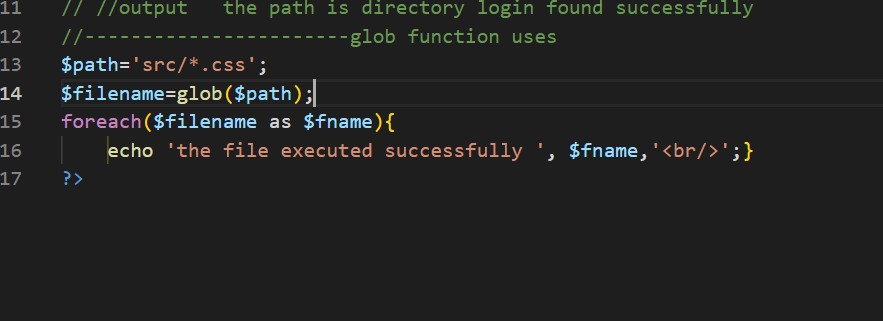 11 // //output   the path is directory login found successfully
12 //-----------------------glob function uses
13 $path='src/*.css';
14 $filename=glob($path);
15 foreach($filename as $fname){
16     echo 'the file executed successfully ', $fname,'<br/>';}
17 ?>